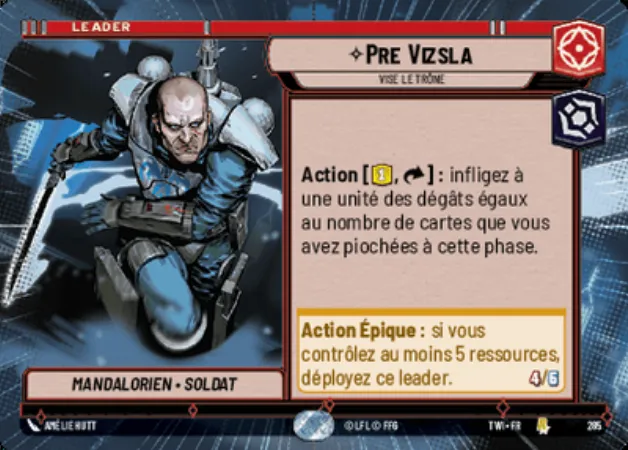 LEADER
PRE VIZSLA
VISE LE TRÔNE
Action [1, ] : infligez à
une unité des dégâts égaux
au nombre de cartes que vous
avez piochées à cette phase.
Action Épique : si vous
contrôlez au moins 5 ressources,
déployez ce leader. 4/6
MANDALORIEN • SOLDAT
AMÉLIE HUTT
© LFL © FFG
TWI • FR
285